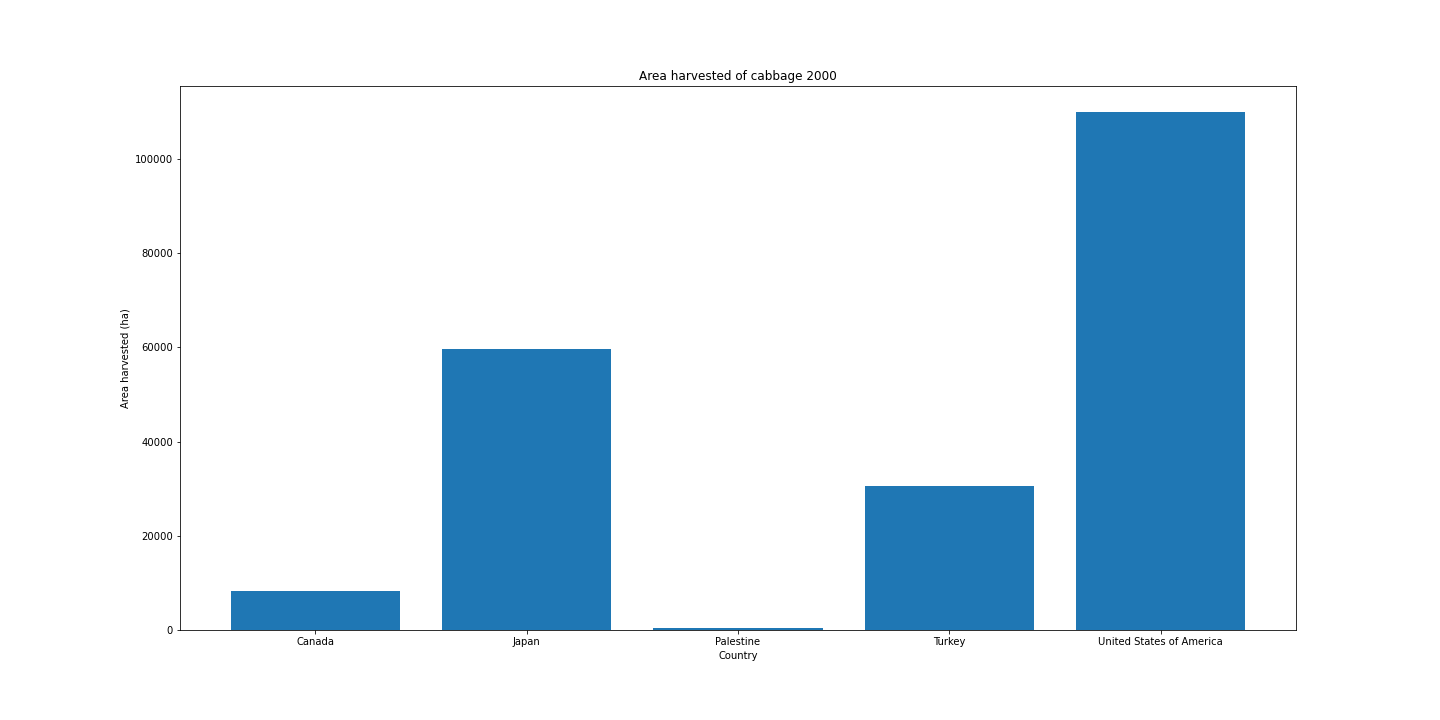 Area harvested of cabbage 2000
100000
80000
60000
40000
20000
0
Area harvested (ha)
Canada
Japan
Palestine
Turkey
United States of America
Country